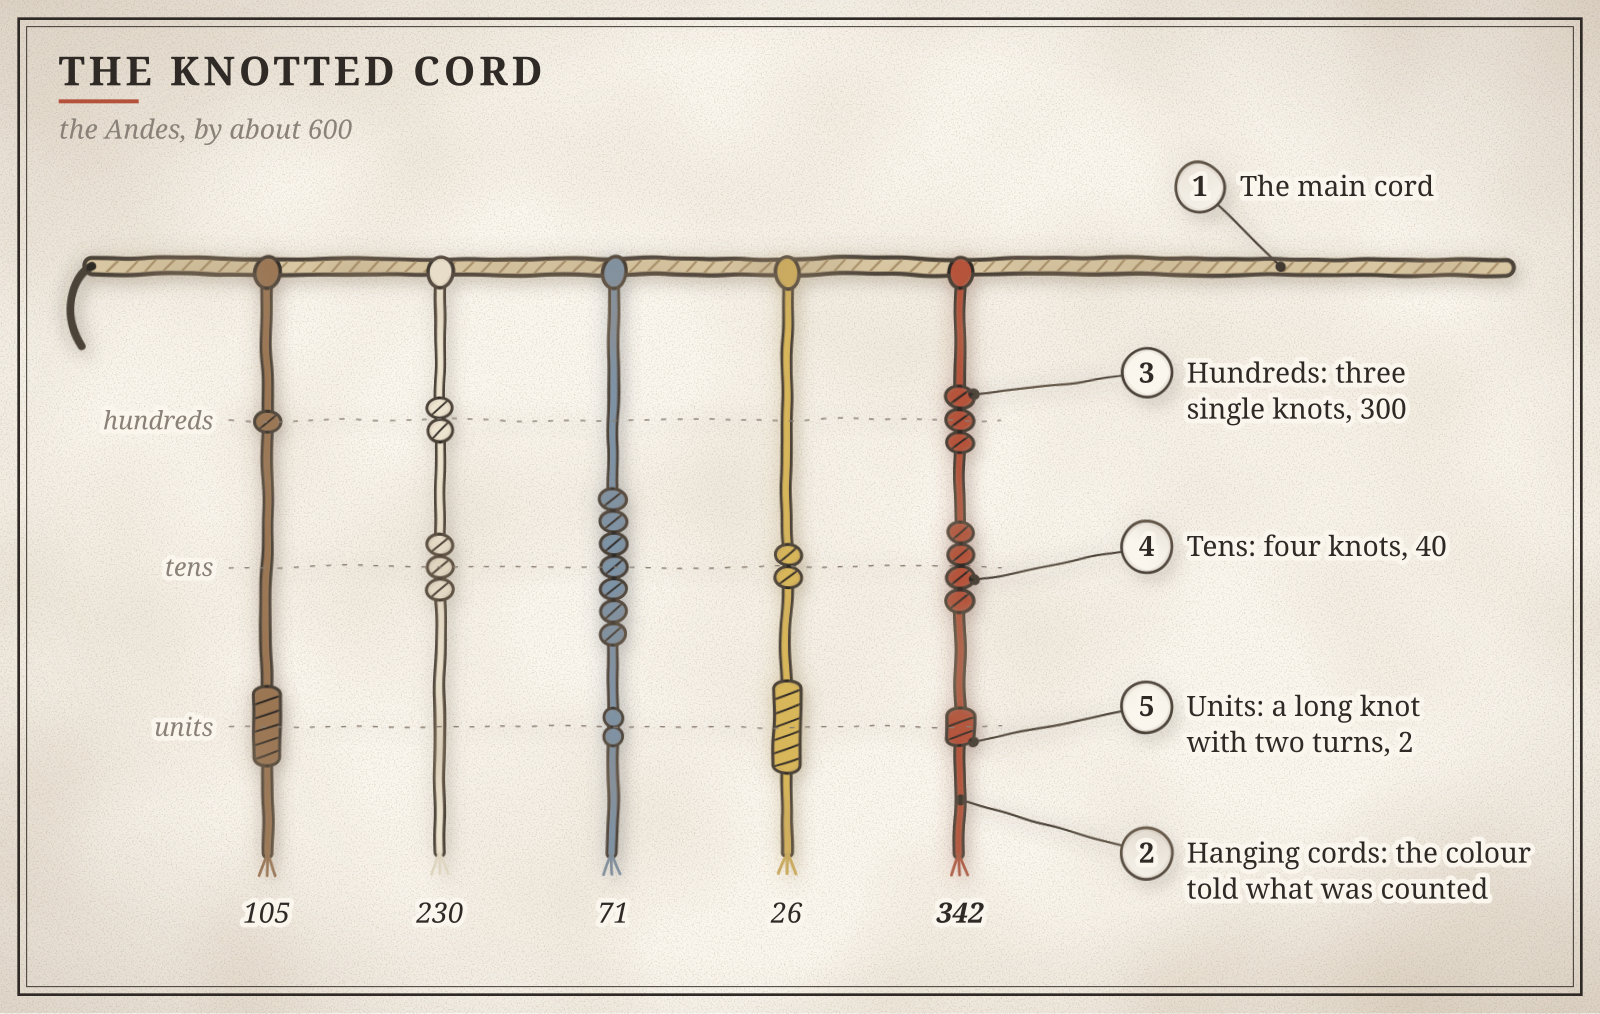 THE KNOTTED CORD
the Andes, by about 600
1 The main cord
3 Hundreds: three
single knots, 300
hundreds
4 Tens: four knots, 40
tens
5 Units: a long knot
with two turns, 2
units
2 Hanging cords: the colour
told what was counted
105 230 71 26 342